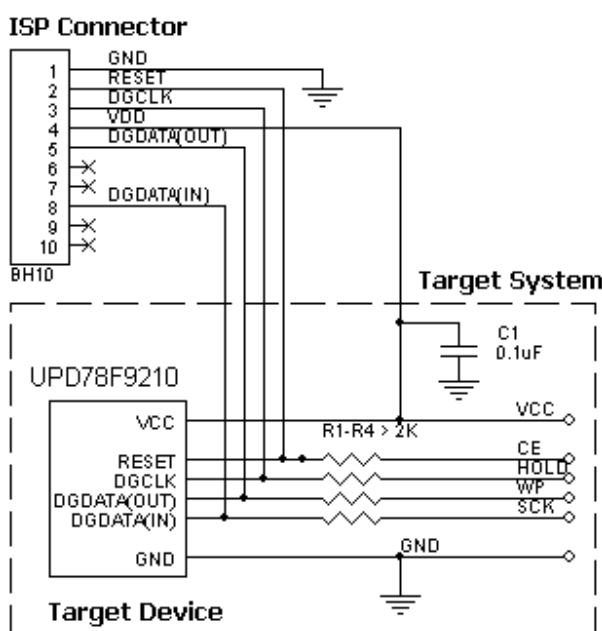 ISP Connector
1 GND
2 RESET
3 DGCLK
4 VDD
5 DGDATA(OUT)
6
7
8 DGDATA(IN)
9
10
BH10
Target System
C1
0.1uF
UPD78F9210
VCC
VCC
R1-R4 > 2K
RESET
CE
DGCLK
HOLD
DGDATA(OUT)
WP
DGDATA(IN)
SCK
GND
GND
Target Device